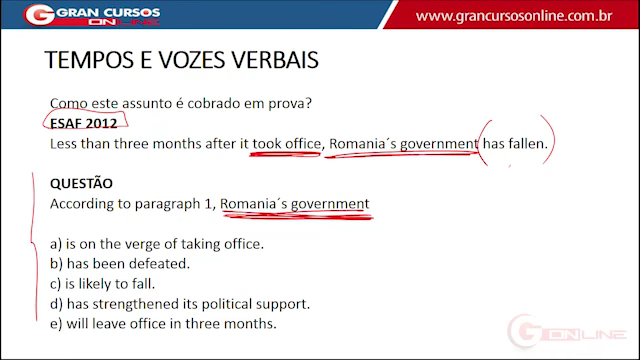 GRAN CURSOS
ONLINE
www.grancursosonline.com.br
TEMPOS E VOZES VERBAIS
Como este assunto é cobrado em prova?
ESAF 2012
Less than three months after it took office, Romania´s government has fallen.
QUESTÃO
According to paragraph 1, Romania´s government
a) is on the verge of taking office.
b) has been defeated.
c) is likely to fall.
d) has strengthened its political support.
e) will leave office in three months.
GRAN CURSOS
ONLINE